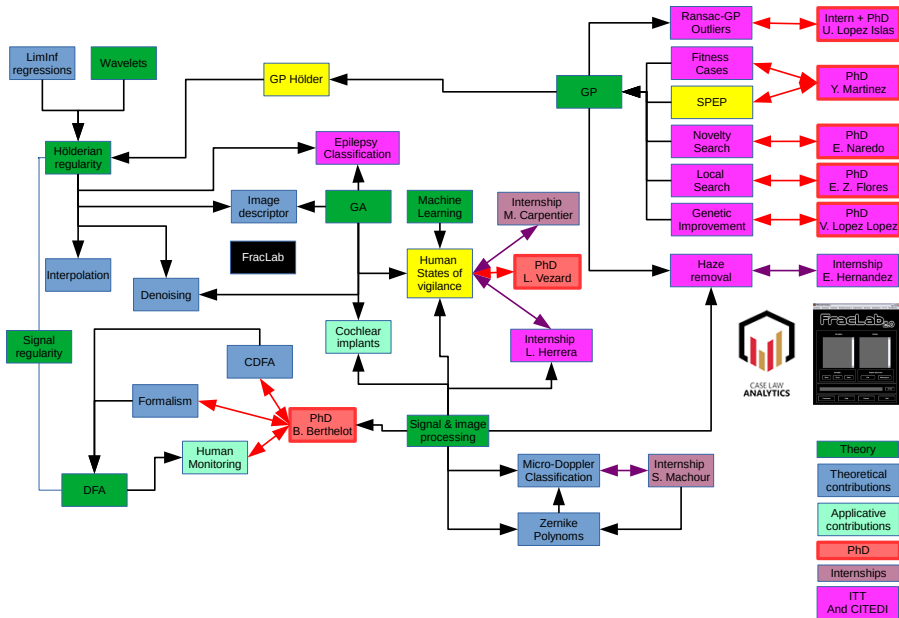 Ransac-GP
Outliers
Intern + PhD
U. Lopez Islas
LimInf
regressions
Wavelets
Fitness
Cases
PhD
Y. Martinez
GP Hölder
GP
SPEP
Hölderian
regularity
Epilepsy
Classification
Novelty
Search
PhD
E. Naredo
Local
Search
PhD
E. Z. Flores
Image
descriptor
GA
Machine
Learning
Internship
M. Carpentier
Genetic
Improvement
PhD
V. Lopez Lopez
FracLab
Interpolation
Denoising
Human
States of
vigilance
PhD
L. Vezard
Haze
removal
Internship
E. Hernandez
Signal
regularity
Cochlear
implants
Internship
L. Herrera
CASE LAW
ANALYTICS
FracLab
CDFA
Formalism
PhD
B. Berthelot
Signal & image
processing
Human
Monitoring
DFA
Micro-Doppler
Classification
Internship
S. Machour
Zernike
Polynoms
Theory
Theoretical
contributions
Applicative
contributions
PhD
Internships
ITT
And CITEDI